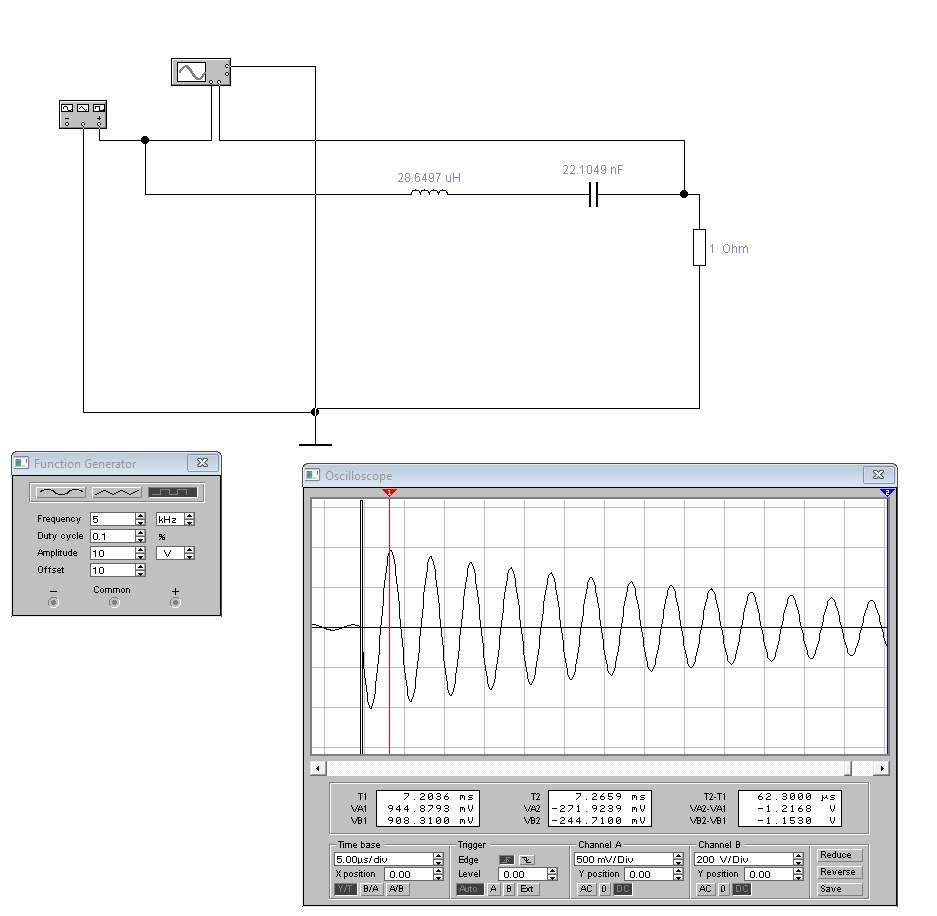 28.6497 uH
22.1049 nF
1 Ohm
Function Generator
Frequency 5 kHz
Duty cycle 0.1 %
Amplitude 10 V
Offset 10
− Common +
Oscilloscope
1 2
T1 7.2036 ms T2 7.2659 ms T2-T1 62.3000 µs
VA1 944.8793 mV VA2 -271.9239 mV VA2-VA1 -1.2168 V
VB1 908.3100 mV VB2 -244.7100 mV VB2-VB1 -1.1530 V
Time base Trigger Channel A Channel B
5.00µs/div Edge 500 mV/Div 200 V/Div Reduce
X position 0.00 Level 0.00 Y position 0.00 Y position 0.00 Reverse
Y/T B/A A/B Auto A B Ext AC 0 DC AC 0 DC Save